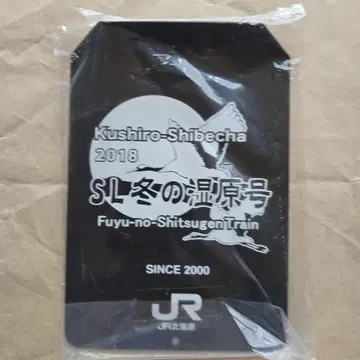 Kushiro-Shibecha
2018
SL冬の湿原号
Fuyu-no-Shitsugen Train
SINCE 2000
JR
JR北海道